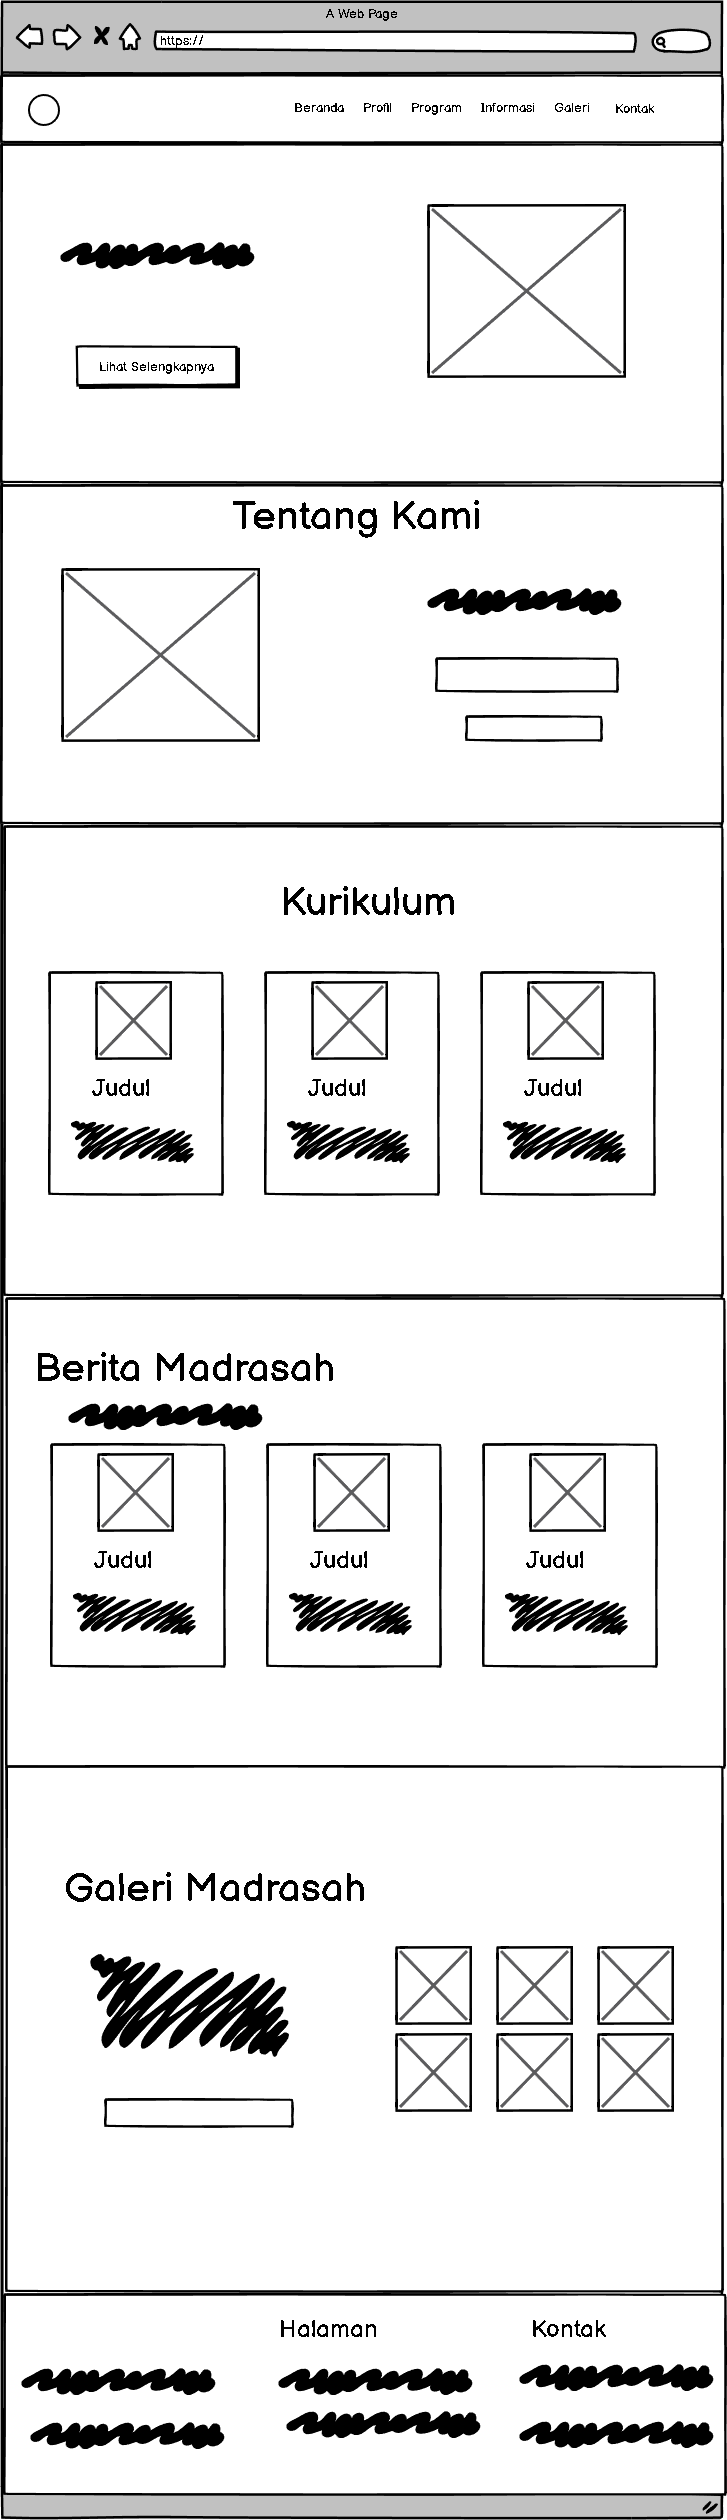 A Web Page
https://
Beranda Profil Program Informasi Galeri Kontak
Lihat Selengkapnya
Tentang Kami
Kurikulum
Judul Judul Judul
Berita Madrasah
Judul Judul Judul
Galeri Madrasah
Halaman Kontak